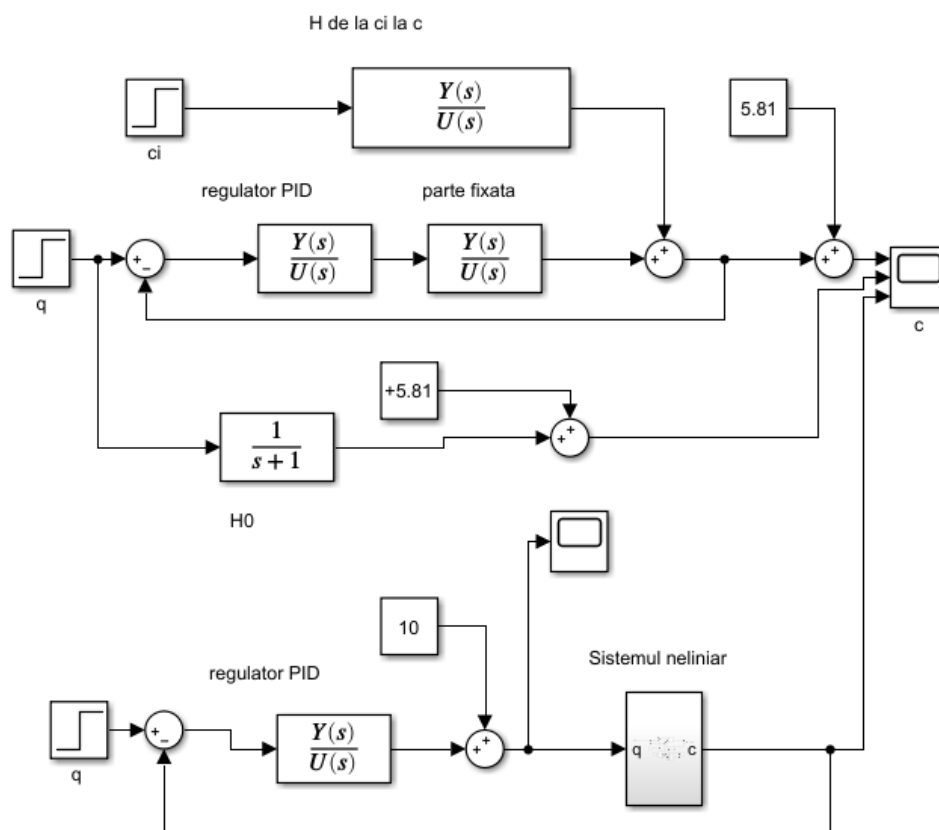 H de la ci la c
Y(s)
U(s)
5.81
ci
regulator PID
parte fixata
+
−
Y(s)
U(s)
Y(s)
U(s)
+
+
+
+
q
c
+5.81
1
s + 1
+
+
H0
10
Sistemul neliniar
regulator PID
+
−
Y(s)
U(s)
+
+
q
c
q